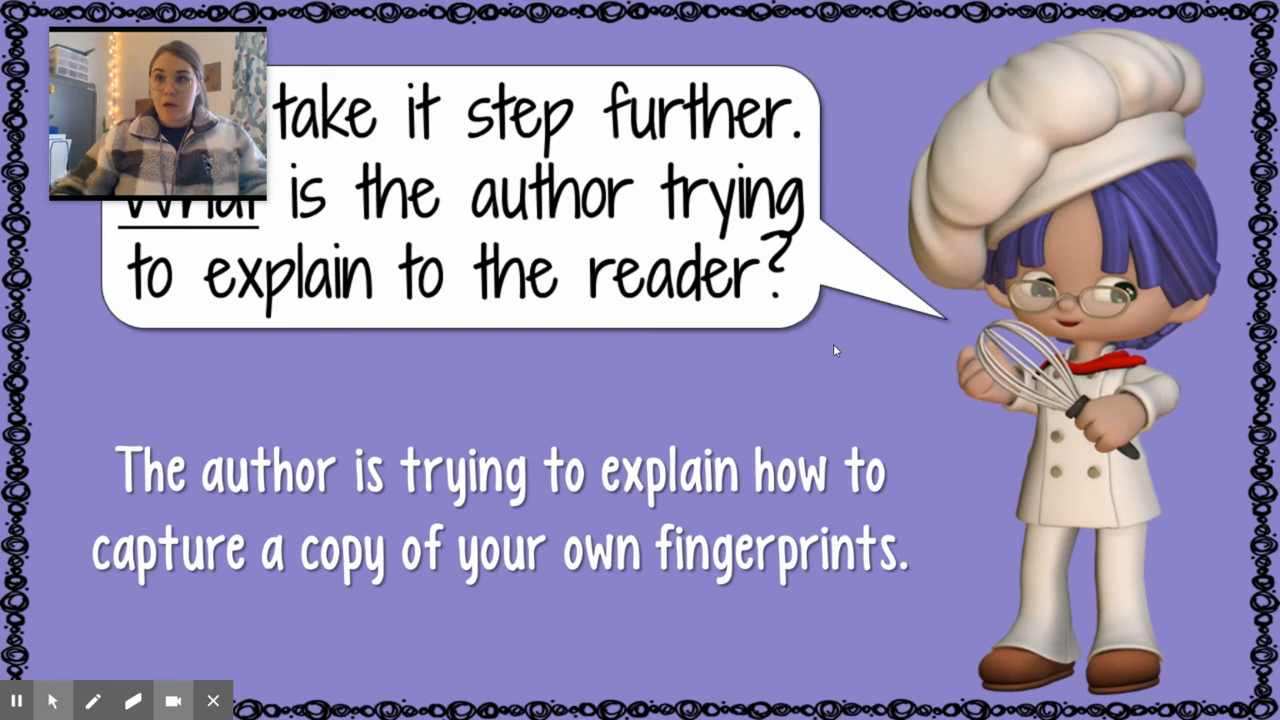 take it step further.
What is the author trying
to explain to the reader?
The author is trying to explain how to
capture a copy of your own fingerprints.